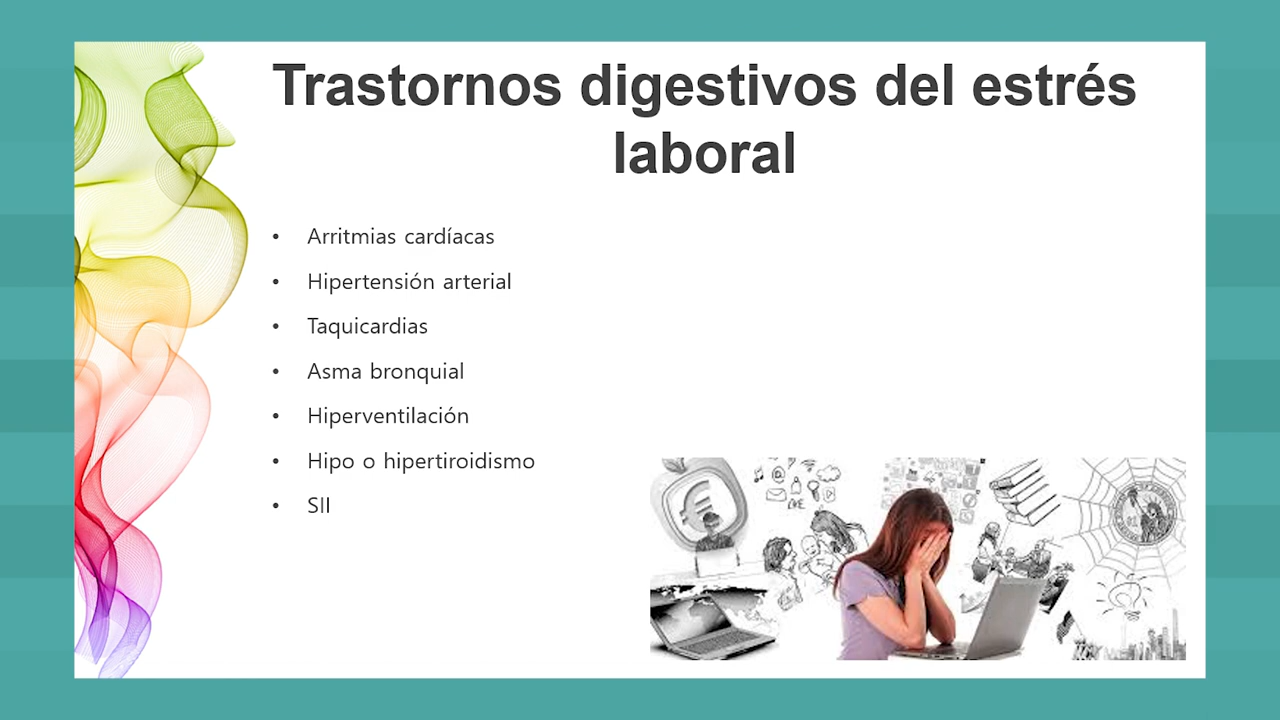 Trastornos digestivos del estrés
laboral
• Arritmias cardíacas
• Hipertensión arterial
• Taquicardias
• Asma bronquial
• Hiperventilación
• Hipo o hipertiroidismo
• SII